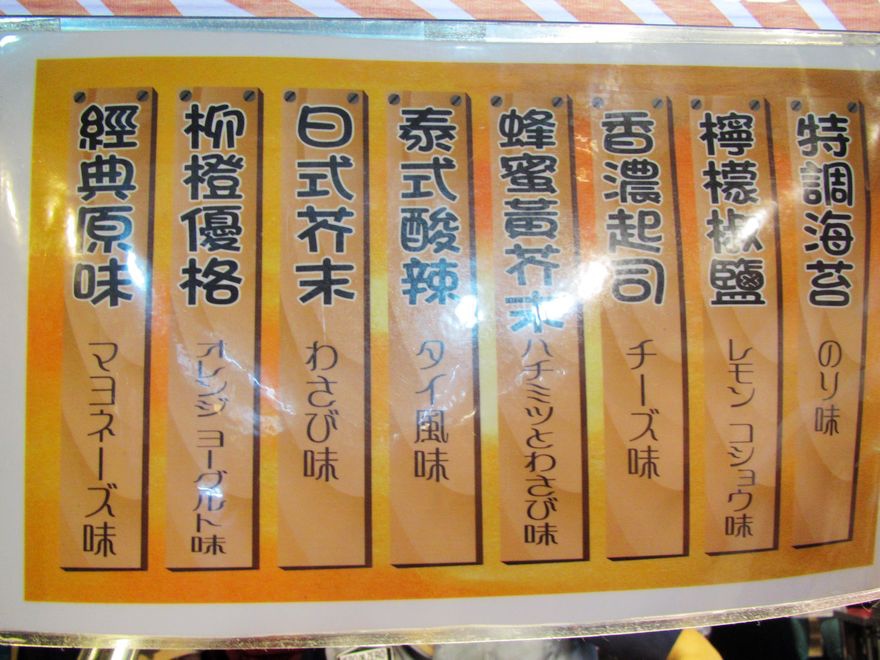 特調海苔 のり味
檸檬椒鹽 レモン コショウ味
香濃起司 チーズ味
蜂蜜黃芥末 ハチミツとわさび味
泰式酸辣 タイ風味
日式芥末 わさび味
柳橙優格 オレンジ ヨーグルト味
經典原味 マヨネーズ味